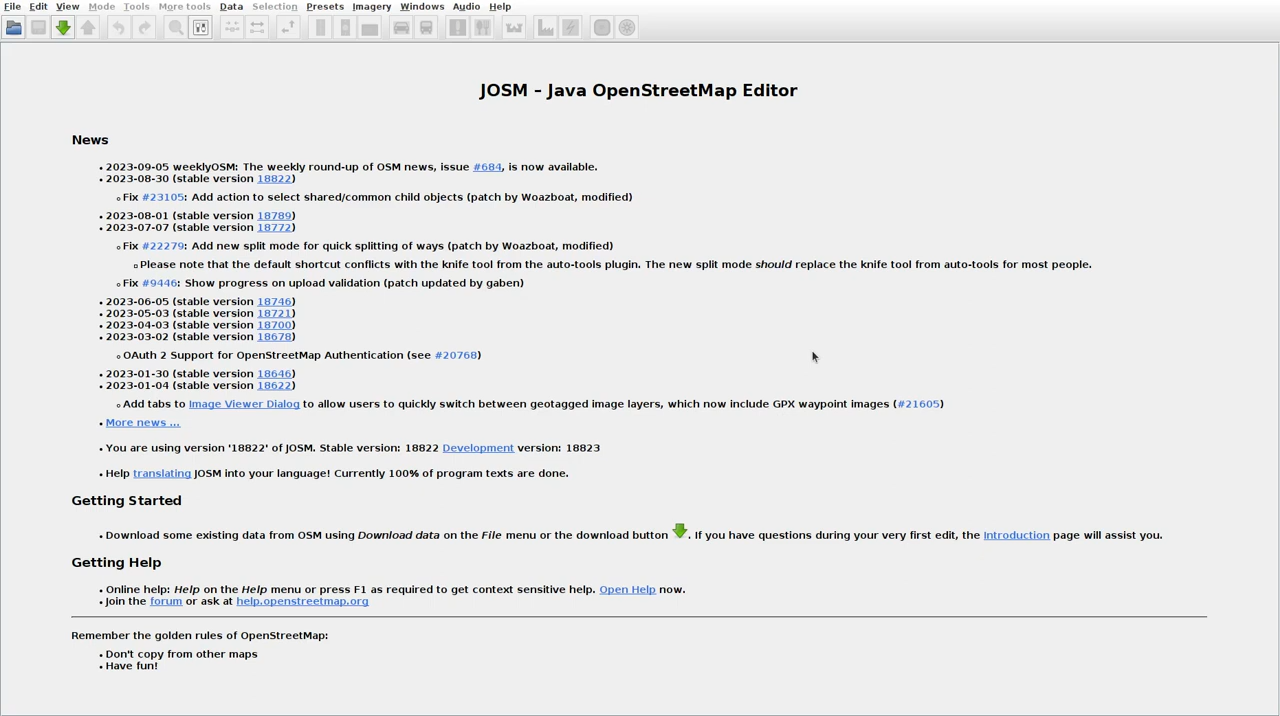 File Edit View Mode Tools More tools Data Selection Presets Imagery Windows Audio Help
JOSM – Java OpenStreetMap Editor
News
2023-09-05 weeklyOSM: The weekly round-up of OSM news, issue #684, is now available.
2023-08-30 (stable version 18822)
Fix #23105: Add action to select shared/common child objects (patch by Woazboat, modified)
2023-08-01 (stable version 18789)
2023-07-07 (stable version 18772)
Fix #22279: Add new split mode for quick splitting of ways (patch by Woazboat, modified)
Please note that the default shortcut conflicts with the knife tool from the auto-tools plugin. The new split mode should replace the knife tool from auto-tools for most people.
Fix #9446: Show progress on upload validation (patch updated by gaben)
2023-06-05 (stable version 18746)
2023-05-03 (stable version 18721)
2023-04-03 (stable version 18700)
2023-03-02 (stable version 18678)
OAuth 2 Support for OpenStreetMap Authentication (see #20768)
2023-01-30 (stable version 18646)
2023-01-04 (stable version 18622)
Add tabs to Image Viewer Dialog to allow users to quickly switch between geotagged image layers, which now include GPX waypoint images (#21605)
More news ...
You are using version '18822' of JOSM. Stable version: 18822 Development version: 18823
Help translating JOSM into your language! Currently 100% of program texts are done.
Getting Started
Download some existing data from OSM using Download data on the File menu or the download button . If you have questions during your very first edit, the Introduction page will assist you.
Getting Help
Online help: Help on the Help menu or press F1 as required to get context sensitive help. Open Help now.
Join the forum or ask at help.openstreetmap.org
Remember the golden rules of OpenStreetMap:
Don't copy from other maps
Have fun!